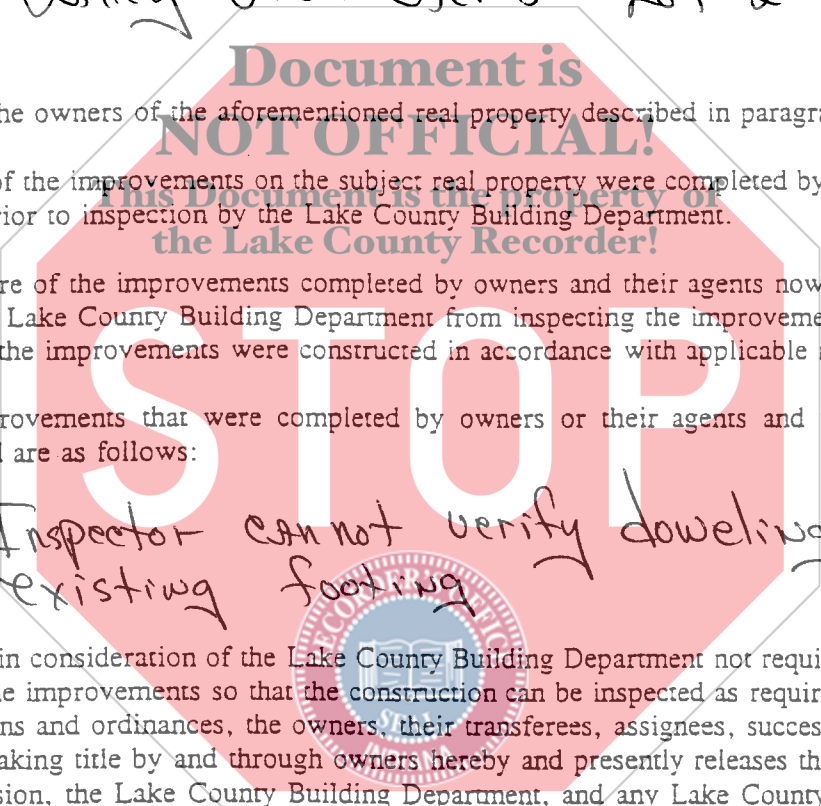 Document is
he owners of the aforementioned real property described in paragra
NOT OFFICIAL!
of the improvements on the subject real property were completed by
This Document is the property of
rior to inspection by the Lake County Building Department.
the Lake County Recorder!
re of the improvements completed by owners and their agents now
Lake County Building Department from inspecting the improveme
the improvements were constructed in accordance with applicable
STOP
rovements that were completed by owners or their agents and
are as follows:
Inspector cannot verify doweling
existing footing
RECORDER'S OFFICE
in consideration of the Lake County Building Department not requi
e improvements so that the construction can be inspected as requir
ns and ordinances, the owners, their transferees, assignees, succes
SEAL
aking title by and through owners hereby and presently releases th
INDIANA
sion, the Lake County Building Department, and any Lake County